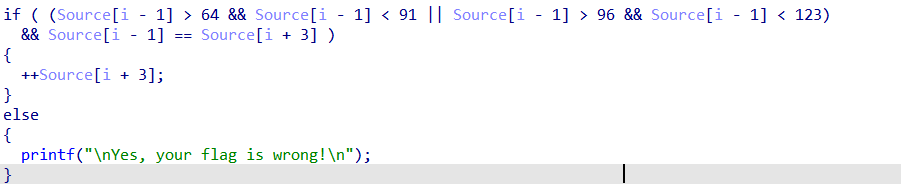 if ( (Source[i - 1] > 64 && Source[i - 1] < 91 || Source[i - 1] > 96 && Source[i - 1] < 123)
  && Source[i - 1] == Source[i + 3] )
{
  ++Source[i + 3];
}
else
{
  printf("\nYes, your flag is wrong!\n");
}